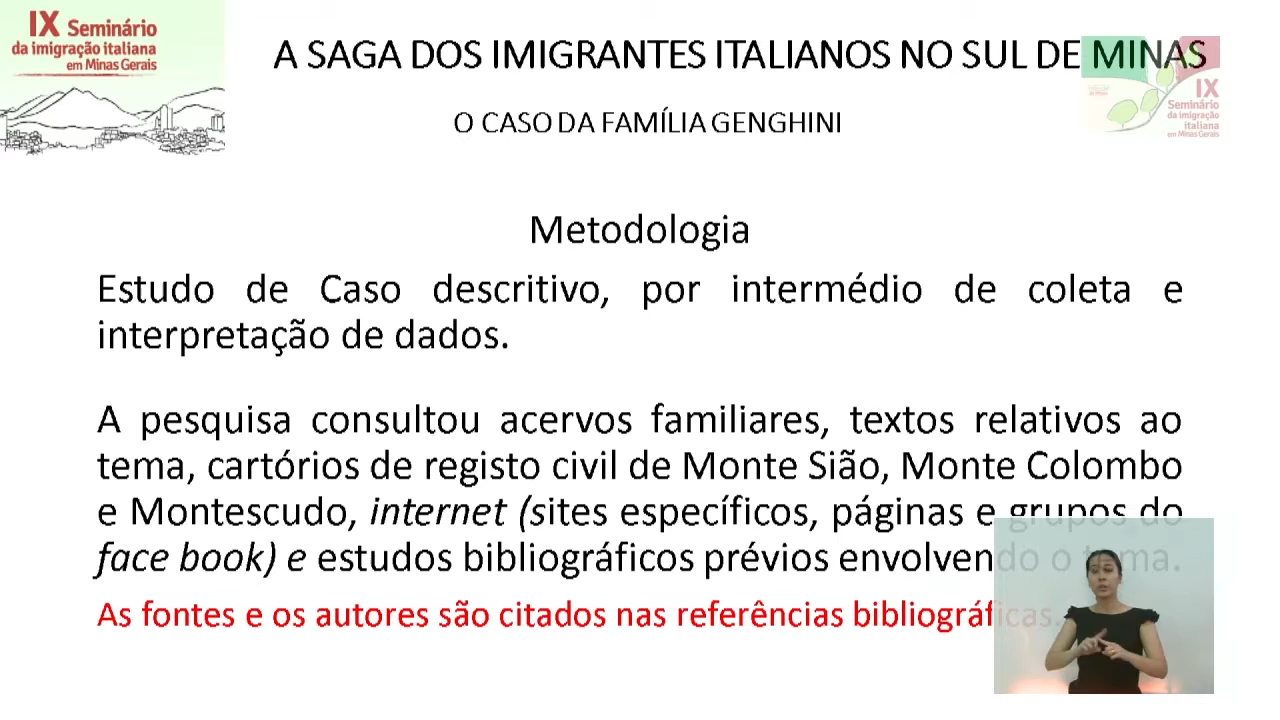 IX Seminário
da imigração italiana
em Minas Gerais
A SAGA DOS IMIGRANTES ITALIANOS NO SUL DE MINAS
O CASO DA FAMÍLIA GENGHINI
IX
Seminário
da imigração
italiana
em Minas Gerais
Metodologia
Estudo de Caso descritivo, por intermédio de coleta e
interpretação de dados.
A pesquisa consultou acervos familiares, textos relativos ao
tema, cartórios de registo civil de Monte Sião, Monte Colombo
e Montescudo, internet (sites específicos, páginas e grupos do
face book) e estudos bibliográficos prévios envolvendo o tema.
As fontes e os autores são citados nas referências bibliográficas.